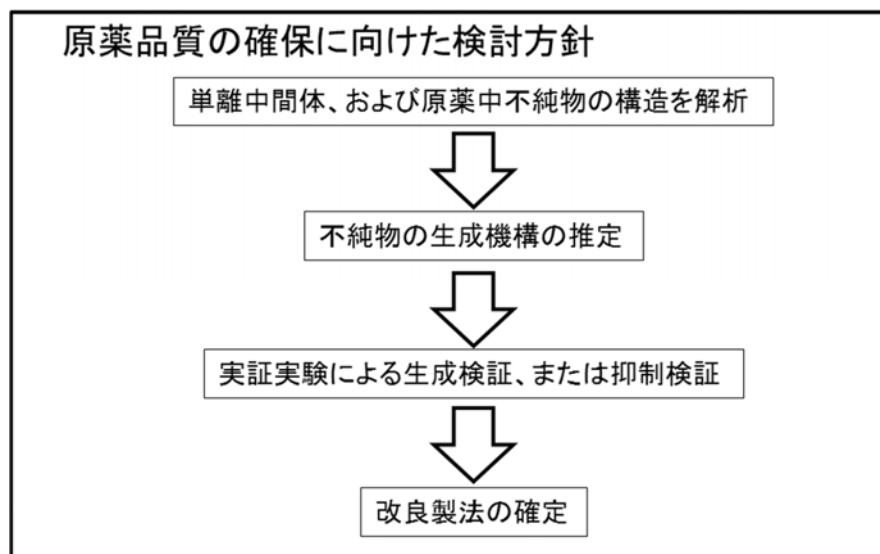 原薬品質の確保に向けた検討方針
単離中間体、および原薬中不純物の構造を解析
不純物の生成機構の推定
実証実験による生成検証、または抑制検証
改良製法の確定